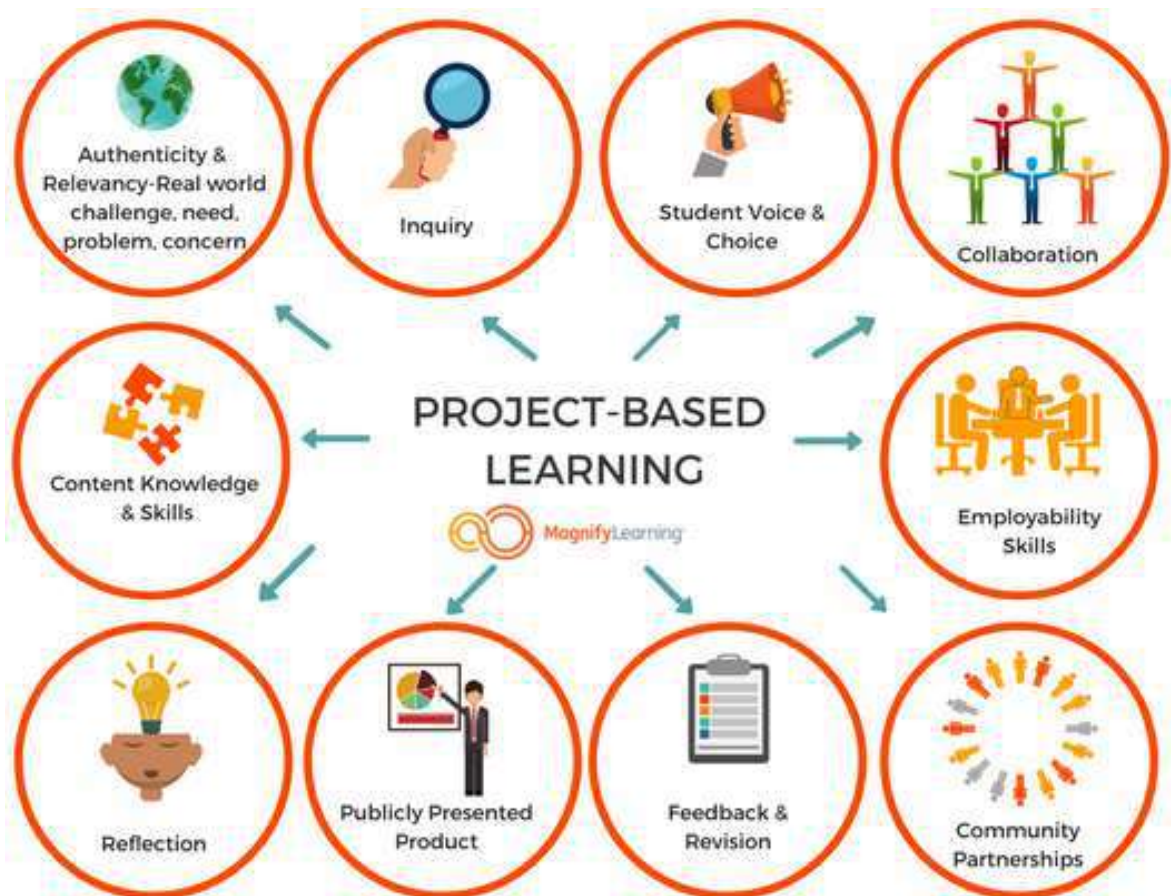 Authenticity &
Relevancy-Real world
challenge, need,
problem, concern
Inquiry
Student Voice &
Choice
Collaboration
Content Knowledge
& Skills
PROJECT-BASED
LEARNING
MagnifyLearning
Employability
Skills
Reflection
Publicly Presented
Product
Feedback &
Revision
Community
Partnerships